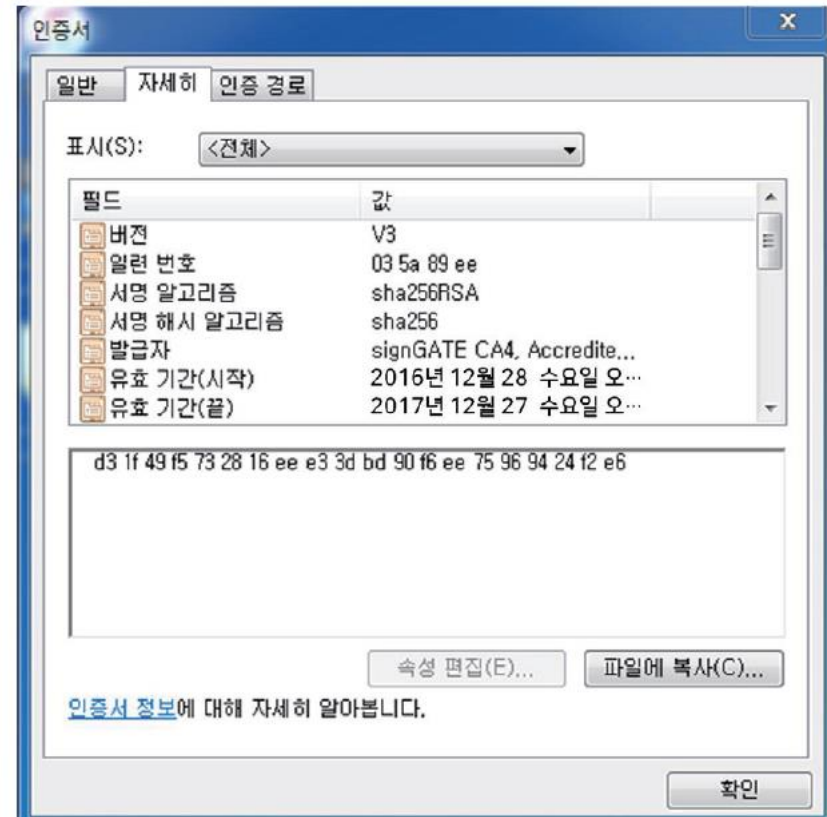 인증서
일반 자세히 인증 경로
표시(S): <전체>
필드 값
버전 V3
일련 번호 03 5a 89 ee
서명 알고리즘 sha256RSA
서명 해시 알고리즘 sha256
발급자 signGATE CA4, Accredite...
유효 기간(시작) 2016년 12월 28 수요일 오…
유효 기간(끝) 2017년 12월 27 수요일 오…
d3 1f 49 f5 73 28 16 ee e3 3d bd 90 f6 ee 75 96 94 24 f2 e6
속성 편집(E)... 파일에 복사(C)...
인증서 정보에 대해 자세히 알아봅니다.
확인